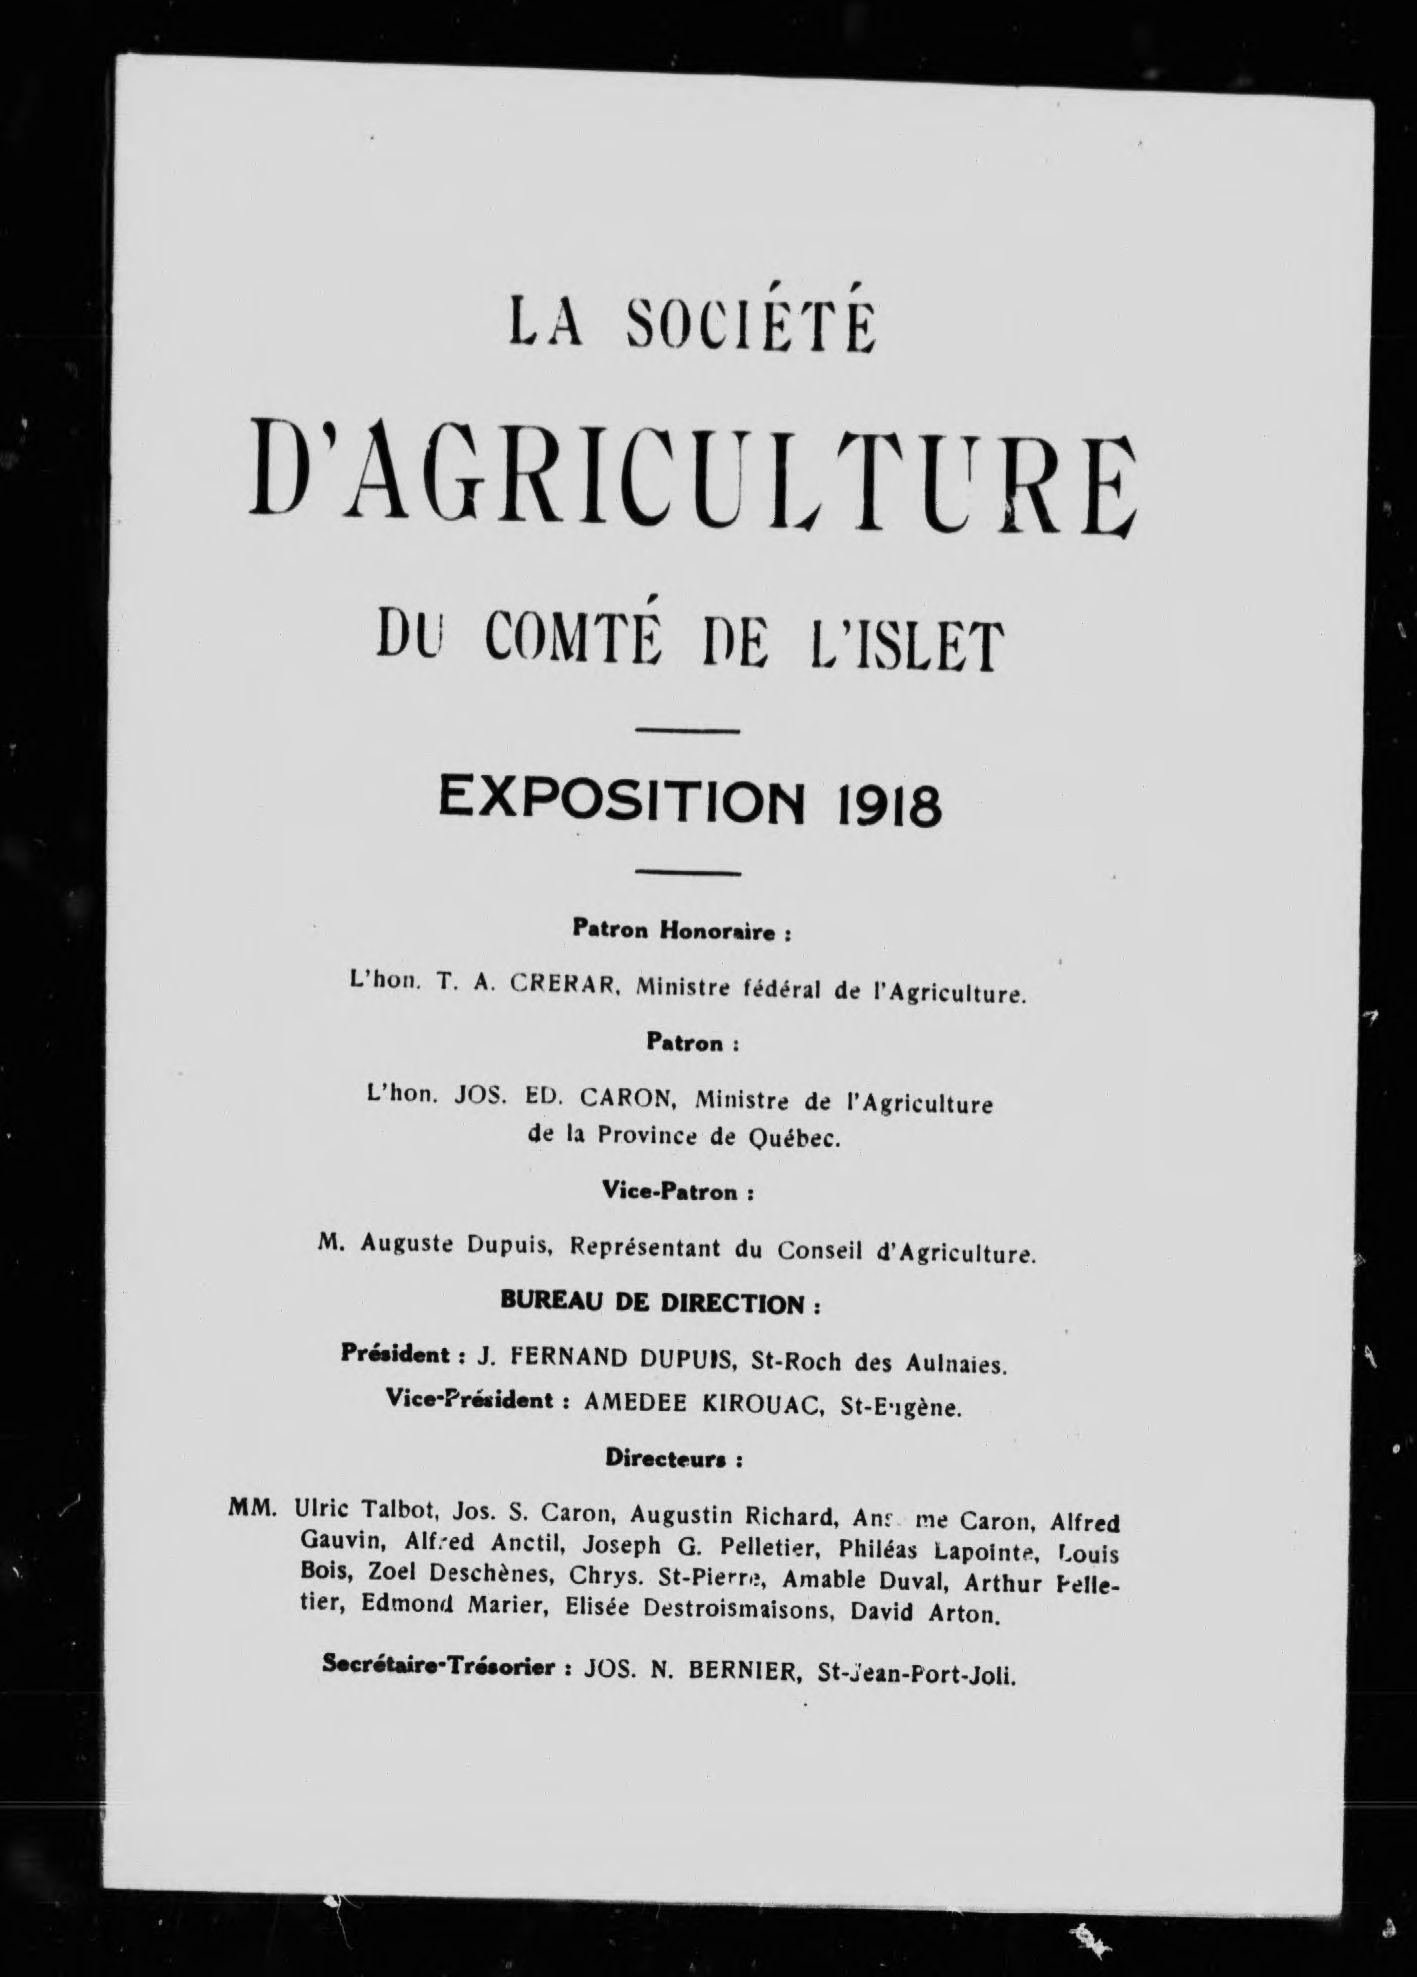 LA SOCIÉTÉ
D'AGRICULTURE
DU COMTÉ DE L'ISLET
EXPOSITION 1918
Patron Honoraire :
L'hon. T. A. CRERAR, Ministre fédéral de l'Agriculture.
Patron :
L'hon. JOS. ED. CARON, Ministre de l'Agriculture
de la Province de Québec.
Vice-Patron :
M. Auguste Dupuis, Représentant du Conseil d'Agriculture.
BUREAU DE DIRECTION :
Président : J. FERNAND DUPUIS, St-Roch des Aulnaies.
Vice-Président : AMEDEE KIROUAC, St-Eugène.
Directeurs :
MM. Ulric Talbot, Jos. S. Caron, Augustin Richard, Caron, Alfred
Gauvin, Alfred Anctil, Joseph G. Pelletier, Philéas Lapointe, Louis
Bois, Zoel Deschènes, Chrys. St-Pierre, Amable Duval, Arthur Pelle-
tier, Edmond Marier, Elisée Destroismaisons, David Arton.
Secrétaire-Trésorier : JOS. N. BERNIER, St-Jean-Port-Joli.